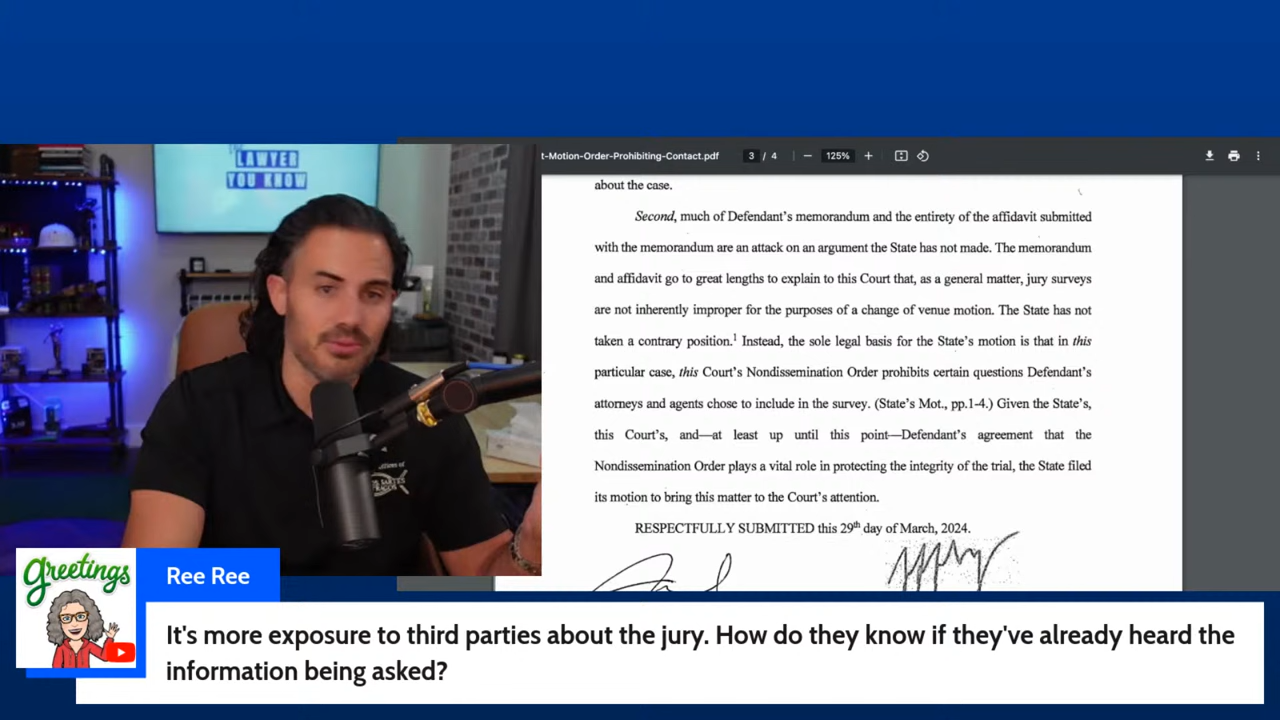 THE
LAWYER
YOU KNOW
t-Motion-Order-Prohibiting-Contact.pdf
3 / 4
125%
about the case.
Second, much of Defendant's memorandum and the entirety of the affidavit submitted
with the memorandum are an attack on an argument the State has not made. The memorandum
and affidavit go to great lengths to explain to this Court that, as a general matter, jury surveys
are not inherently improper for the purposes of a change of venue motion. The State has not
taken a contrary position.1 Instead, the sole legal basis for the State's motion is that in this
particular case, this Court's Nondissemination Order prohibits certain questions Defendant's
attorneys and agents chose to include in the survey. (State's Mot., pp.1-4.) Given the State's,
this Court's, and—at least up until this point—Defendant's agreement that the
Nondissemination Order plays a vital role in protecting the integrity of the trial, the State filed
its motion to bring this matter to the Court's attention.
RESPECTFULLY SUBMITTED this 29th day of March, 2024.
greetings
Ree Ree
It's more exposure to third parties about the jury. How do they know if they've already heard the
information being asked?